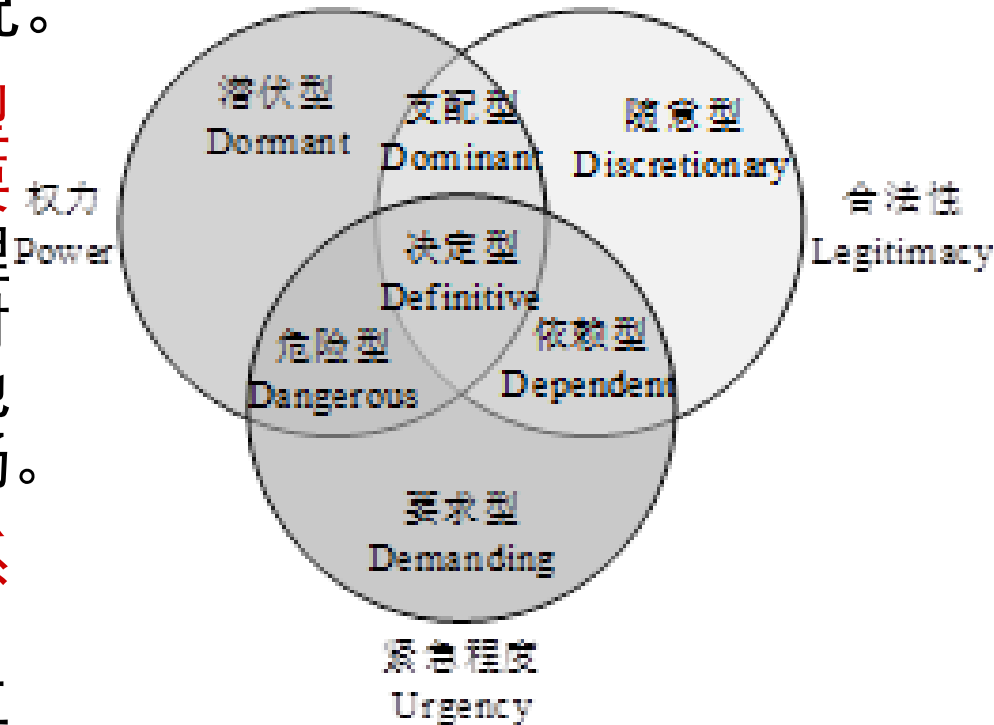 潜伏型
Dormant
支配型
Dominant
随意型
Discretionary
权力
Power
合法性
Legitimacy
决定型
Definitive
危险型
Dangerous
依赖型
Dependent
要求型
Demanding
紧急程度
Urgency